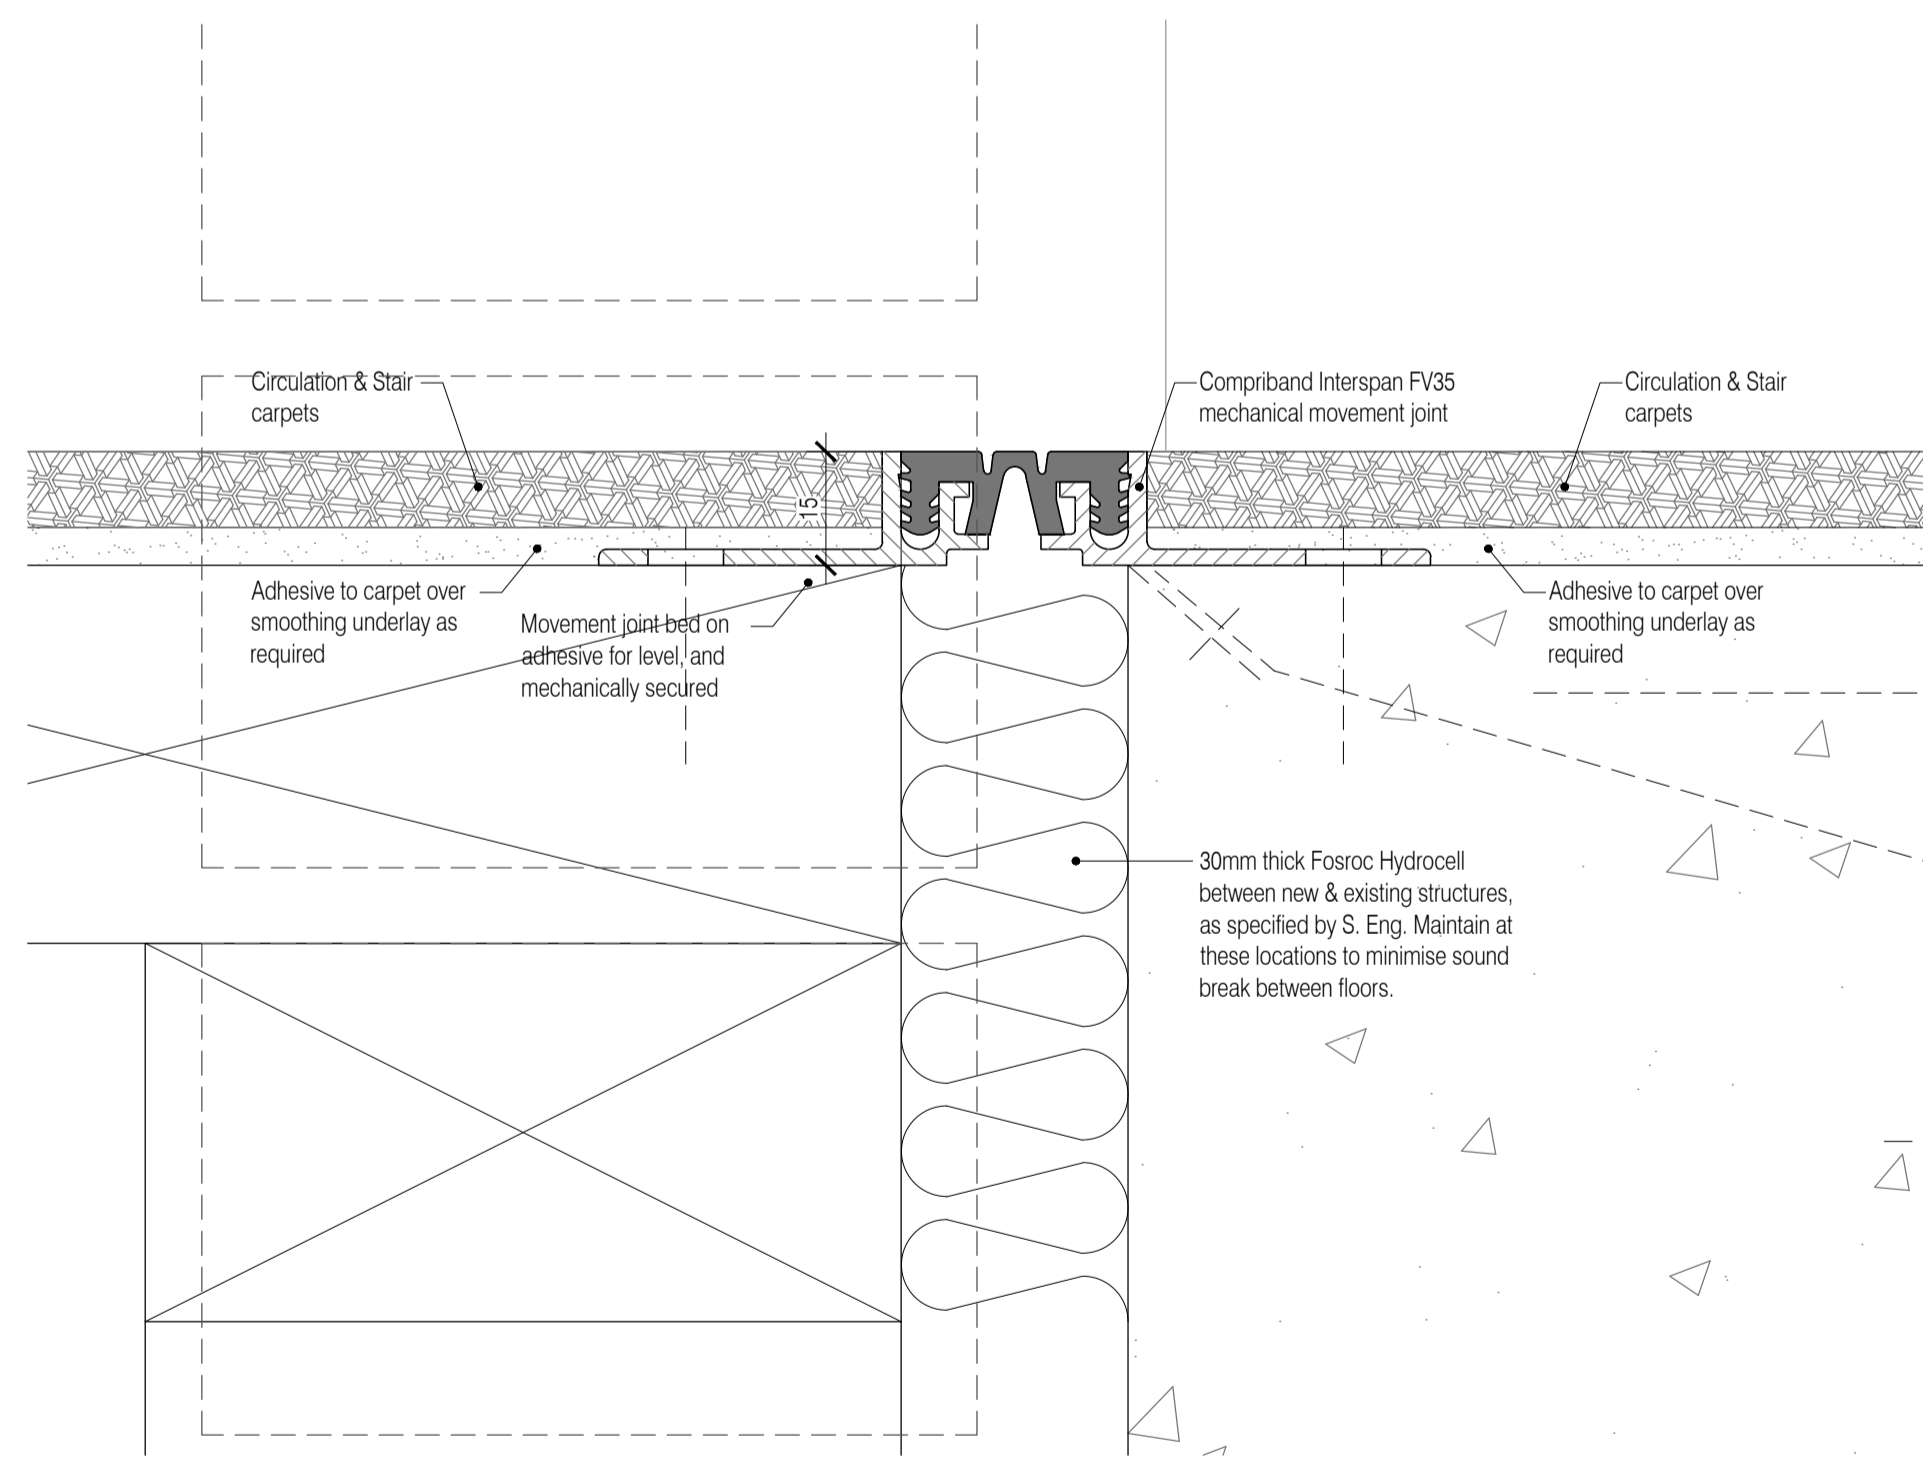 Circulation & Stair
carpets
Compriband Interspan FV35
mechanical movement joint
Circulation & Stair
carpets
15
Adhesive to carpet over
smoothing underlay as
required
Movement joint bed on
adhesive for level, and
mechanically secured
Adhesive to carpet over
smoothing underlay as
required
30mm thick Fosroc Hydrocell
between new & existing structures,
as specified by S. Eng. Maintain at
these locations to minimise sound
break between floors.